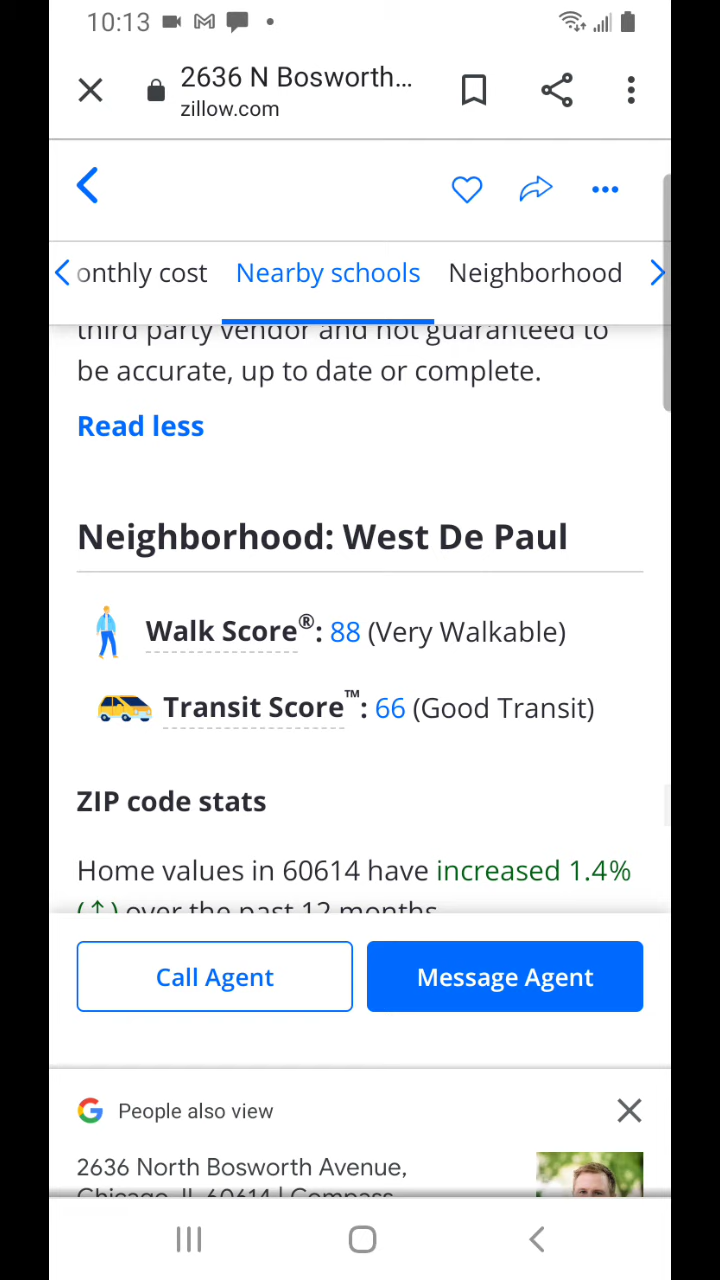 10:13
2636 N Bosworth...
zillow.com
onthly cost Nearby schools Neighborhood
third party vendor and not guaranteed to
be accurate, up to date or complete.
Read less
Neighborhood: West De Paul
Walk Score®: 88 (Very Walkable)
Transit Score™: 66 (Good Transit)
ZIP code stats
Home values in 60614 have increased 1.4%
(↑) over the past 12 months
Call Agent Message Agent
People also view
2636 North Bosworth Avenue,
Chicago, IL 60614 | Compass